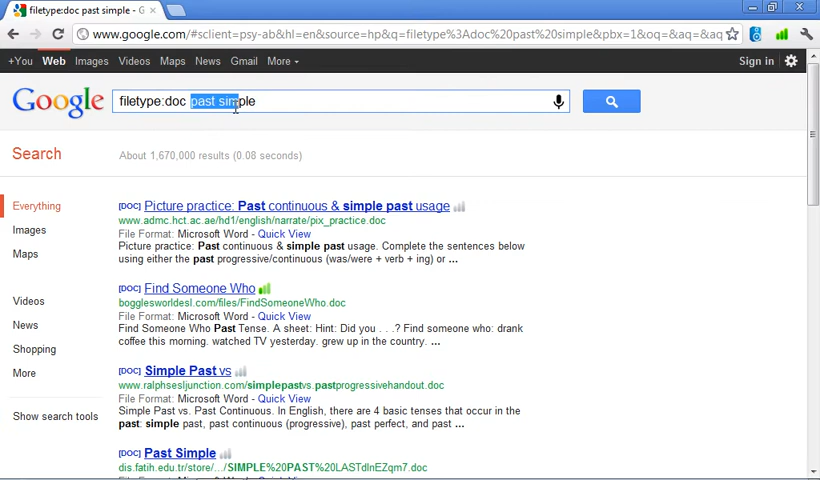 filetype:doc past simple - G
www.google.com/#sclient=psy-ab&hl=en&source=hp&q=filetype%3Adoc%20past%20simple&pbx=1&oq=&aq=&aq
+You Web Images Videos Maps News Gmail More Sign in
Google filetype:doc past simple
Search About 1,670,000 results (0.08 seconds)
Everything
Images
Maps
Videos
News
Shopping
More
Show search tools
[DOC] Picture practice: Past continuous & simple past usage
www.admc.hct.ac.ae/hd1/english/narrate/pix_practice.doc
File Format: Microsoft Word - Quick View
Picture practice: Past continuous & simple past usage. Complete the sentences below
using either the past progressive/continuous (was/were + verb + ing) or ...
[DOC] Find Someone Who
bogglesworldesl.com/files/FindSomeoneWho.doc
File Format: Microsoft Word - Quick View
Find Someone Who Past Tense. A sheet: Hint: Did you . . .? Find someone who: drank
coffee this morning. watched TV yesterday. grew up in the country. ...
[DOC] Simple Past vs
www.ralphsesljunction.com/simplepastvs.pastprogressivehandout.doc
File Format: Microsoft Word - Quick View
Simple Past vs. Past Continuous. In English, there are 4 basic tenses that occur in the
past: simple past, past continuous (progressive), past perfect, and past ...
[DOC] Past Simple
dis.fatih.edu.tr/store/.../SIMPLE%20PAST%20LASTdlnEZqm7.doc
File Format: Microsoft Word - Quick View